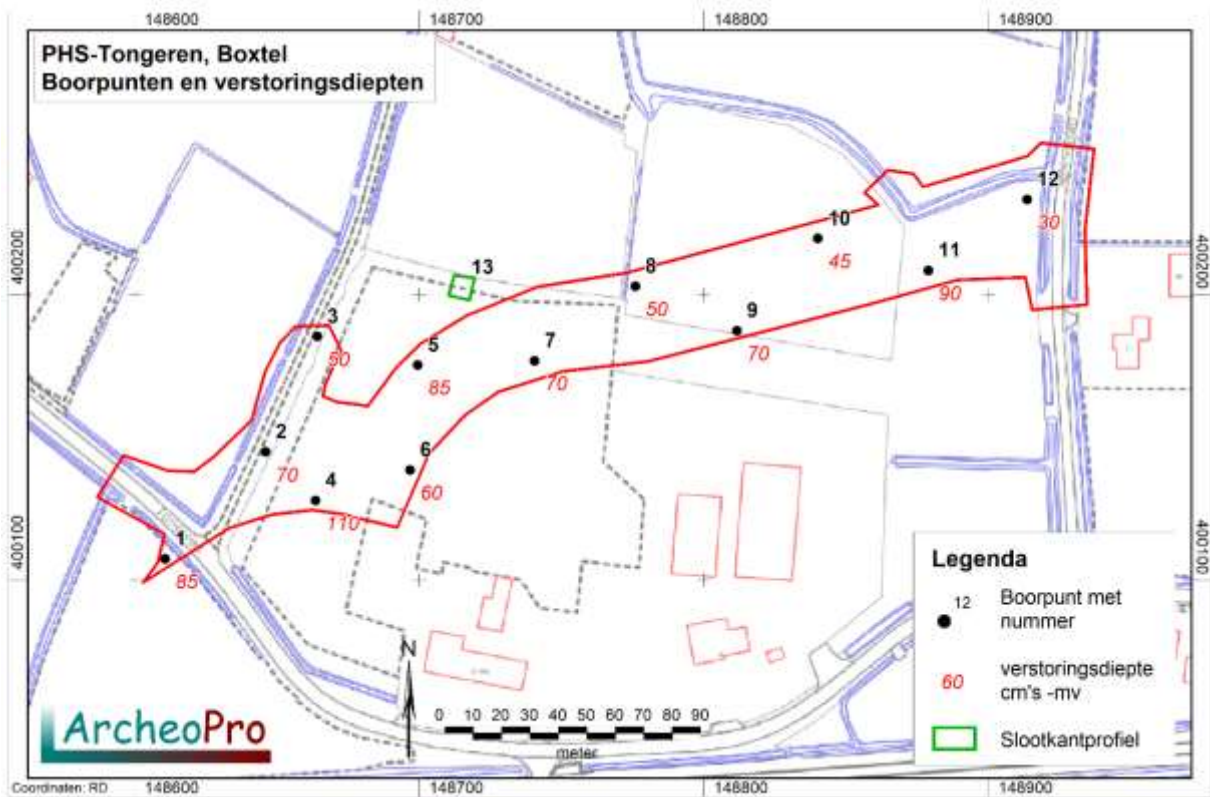 148600 148700 148800 148900
PHS-Tongeren, Boxtel
Boorpunten en verstoringsdiepten
12
30
10
45
11
90
400200
400200
13
8
50
9
70
3
50
5
85
7
70
2
70
6
60
4
110
1
85
400100
400100
Legenda
12 Boorpunt met
nummer
60 verstoringsdiepte
cm's -mv
Slootkantprofiel
N
0 10 20 30 40 50 60 70 80 90
meter
ArcheoPro
Coordinaten: RD
148600 148700 148800 148900